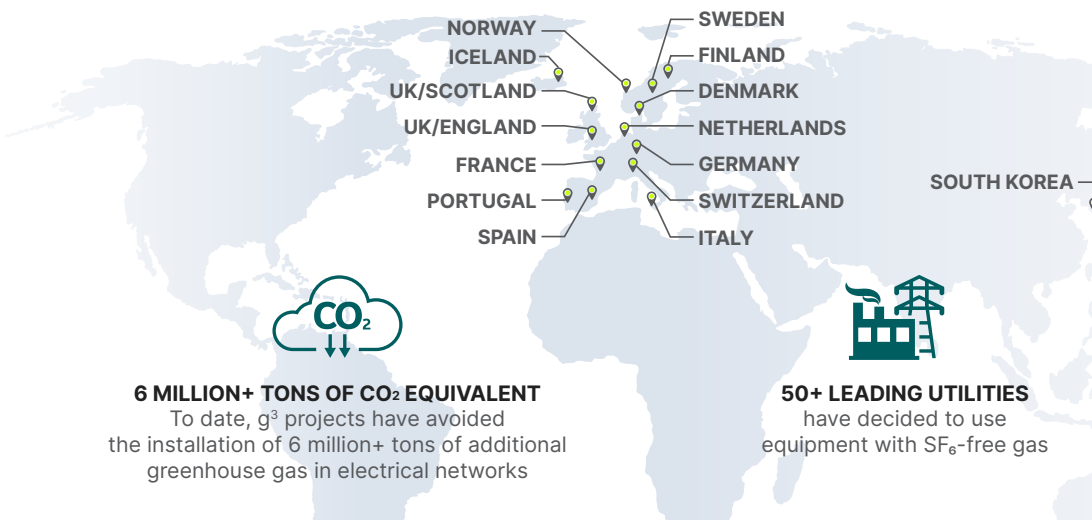 NORWAY
ICELAND
UK/SCOTLAND
UK/ENGLAND
FRANCE
PORTUGAL
SPAIN
SWEDEN
FINLAND
DENMARK
NETHERLANDS
GERMANY
SWITZERLAND
ITALY
SOUTH KOREA
CO₂
6 MILLION+ TONS OF CO₂ EQUIVALENT
To date, g³ projects have avoided
the installation of 6 million+ tons of additional
greenhouse gas in electrical networks
50+ LEADING UTILITIES
have decided to use
equipment with SF₆-free gas